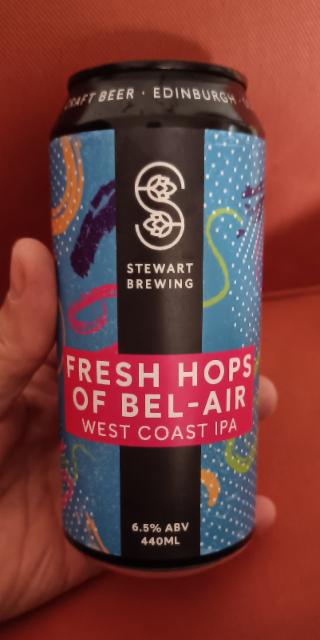 CRAFT BEER · EDINBURGH ·
STEWART
BREWING
FRESH HOPS
OF BEL-AIR
WEST COAST IPA
6.5% ABV
440ML